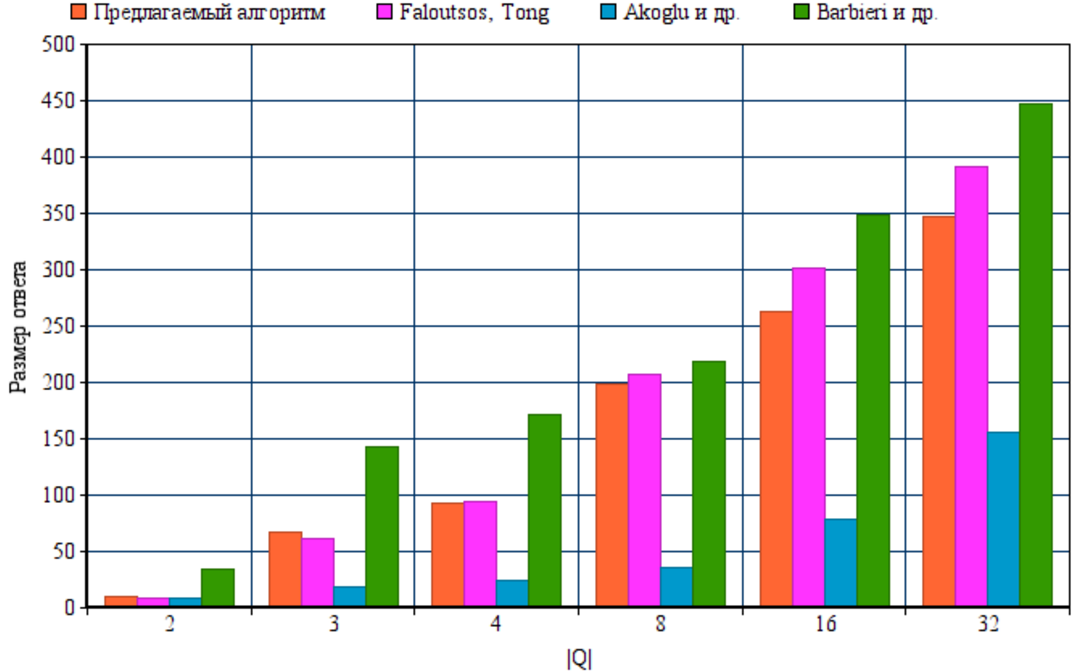 Предлагаемый алгоритм Faloutsos, Tong Akoglu и др. Barbieri и др.
500
450
400
350
300
250
200
150
100
50
0
Размер ответа
2 3 4 8 16 32
|Q|